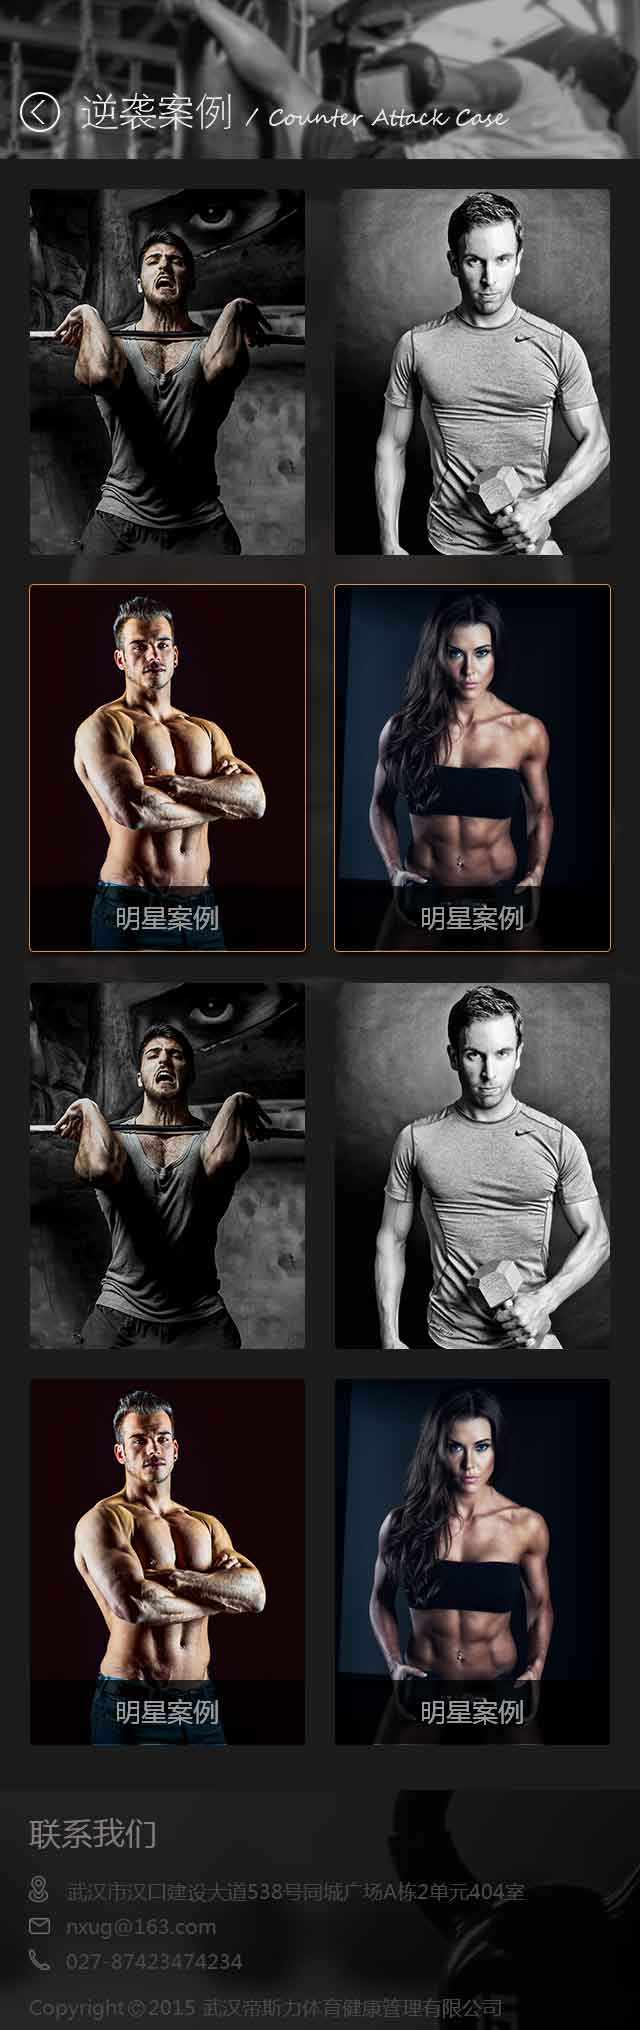 逆袭案例 / Counter Attack Case
明星案例
明星案例
明星案例
明星案例
联系我们
武汉市汉口建设大道538号同城广场A栋2单元404室
nxug@163.com
027-87423474234
Copyright©2015 武汉帝斯力体育健康管理有限公司